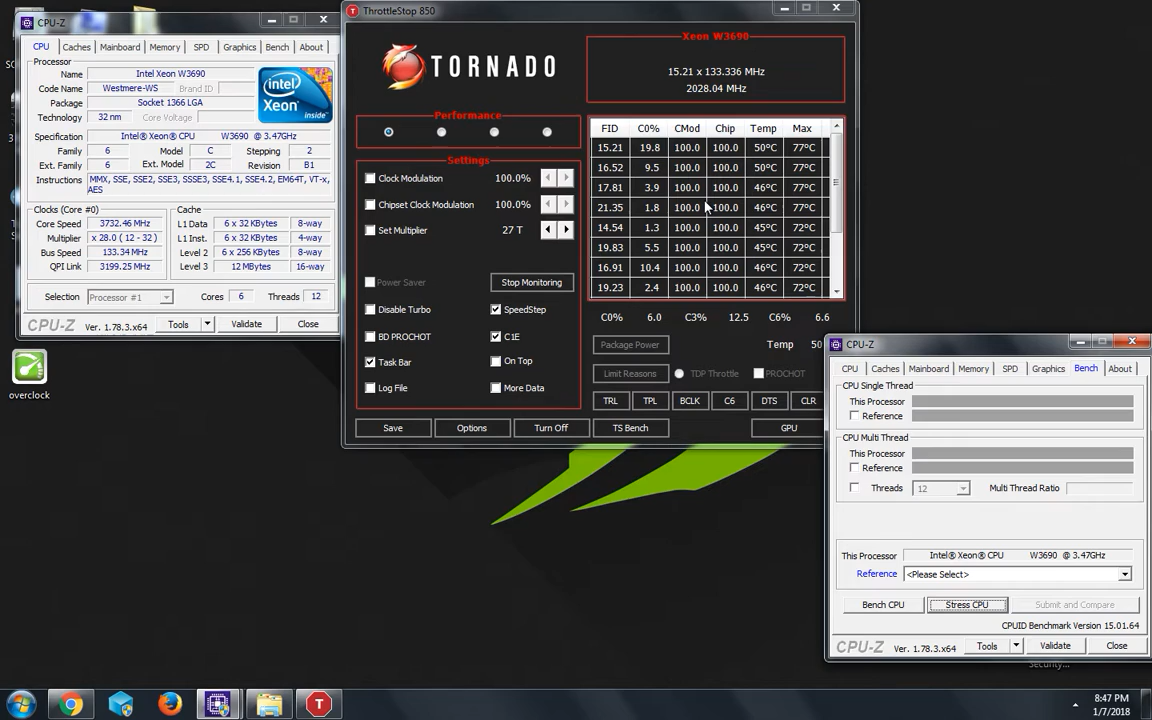 CPU-Z
CPU Caches Mainboard Memory SPD Graphics Bench About
Processor
Name Intel Xeon W3690
Code Name Westmere-WS Brand ID
Package Socket 1366 LGA
Technology 32 nm Core Voltage
intel
Xeon
inside™
Specification Intel® Xeon® CPU W3690 @ 3.47GHz
Family 6 Model C Stepping 2
Ext. Family 6 Ext. Model 2C Revision B1
Instructions MMX, SSE, SSE2, SSE3, SSSE3, SSE4.1, SSE4.2, EM64T, VT-x,
AES
Clocks (Core #0) Cache
Core Speed 3732.46 MHz L1 Data 6 x 32 KBytes 8-way
Multiplier x 28.0 ( 12 - 32 ) L1 Inst. 6 x 32 KBytes 4-way
Bus Speed 133.34 MHz Level 2 6 x 256 KBytes 8-way
QPI Link 3199.25 MHz Level 3 12 MBytes 16-way
Selection Processor #1 Cores 6 Threads 12
CPU-Z Ver. 1.78.3.x64 Tools Validate Close
overclock
ThrottleStop 850
TORNADO
Xeon W3690
15.21 x 133.336 MHz
2028.04 MHz
Performance
Settings
Clock Modulation 100.0%
Chipset Clock Modulation 100.0%
Set Multiplier 27 T
Power Saver Stop Monitoring
Disable Turbo SpeedStep
BD PROCHOT C1E
Task Bar On Top
Log File More Data
Save Options Turn Off TS Bench GPU
FID C0% CMod Chip Temp Max
15.21 19.8 100.0 100.0 50°C 77°C
16.52 9.5 100.0 100.0 50°C 77°C
17.81 3.9 100.0 100.0 46°C 77°C
21.35 1.8 100.0 100.0 46°C 77°C
14.54 1.3 100.0 100.0 45°C 72°C
19.83 5.5 100.0 100.0 45°C 72°C
16.91 10.4 100.0 100.0 46°C 72°C
19.23 2.4 100.0 100.0 46°C 72°C
C0% 6.0 C3% 12.5 C6% 6.6
Package Power Temp 50
Limit Reasons TDP Throttle PROCHOT
TRL TPL BCLK C6 DTS CLR
CPU-Z
CPU Caches Mainboard Memory SPD Graphics Bench About
CPU Single Thread
This Processor
Reference
CPU Multi Thread
This Processor
Reference
Threads 12 Multi Thread Ratio
This Processor Intel® Xeon® CPU W3690 @ 3.47GHz
Reference <Please Select>
Bench CPU Stress CPU Submit and Compare
CPUID Benchmark Version 15.01.64
CPU-Z Ver. 1.78.3.x64 Tools Validate Close
Security...
8:47 PM
1/7/2018